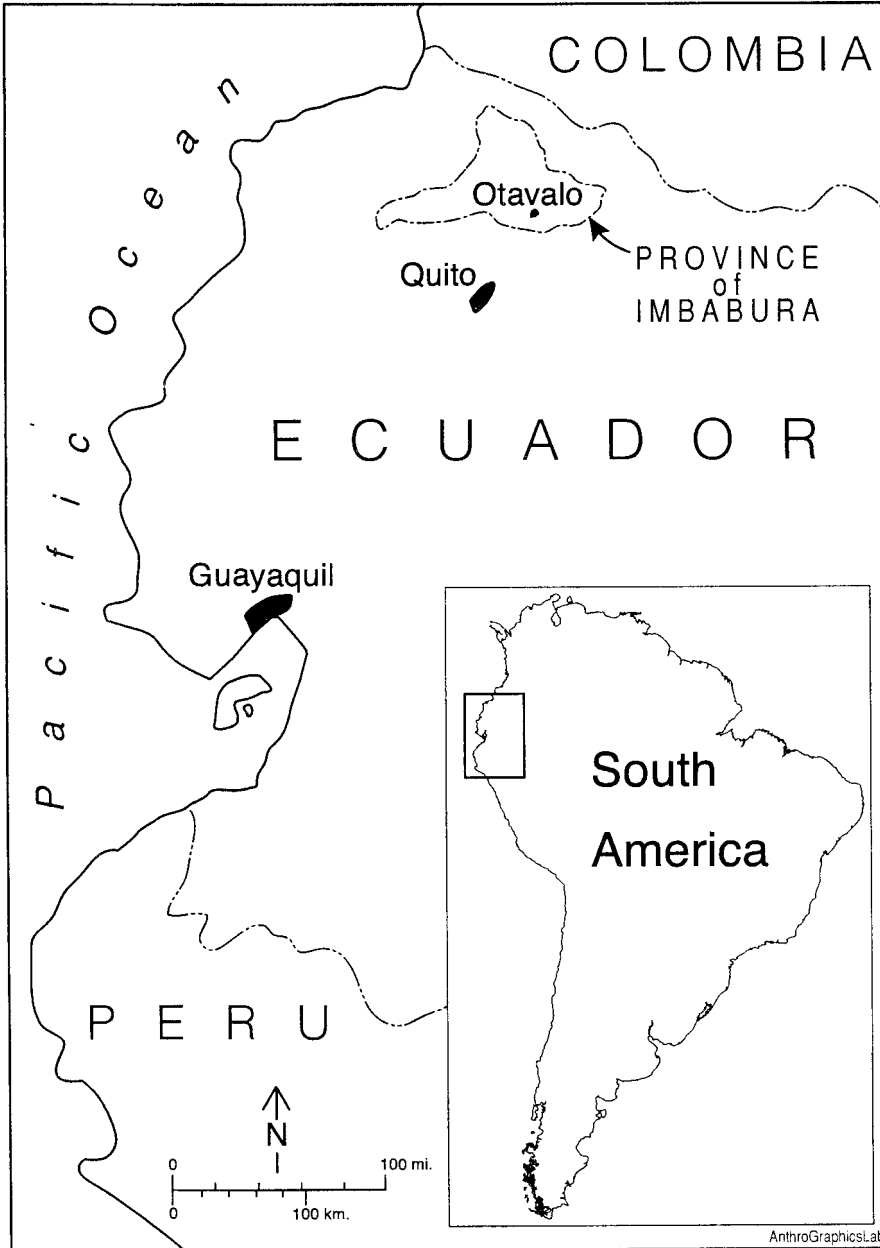 COLOMBIA
Pacific Ocean
Otavalo
PROVINCE
of
IMBABURA
Quito
ECUADOR
Guayaquil
South
America
PERU
N
0 100 mi.
0 100 km.
AnthroGraphicsLab